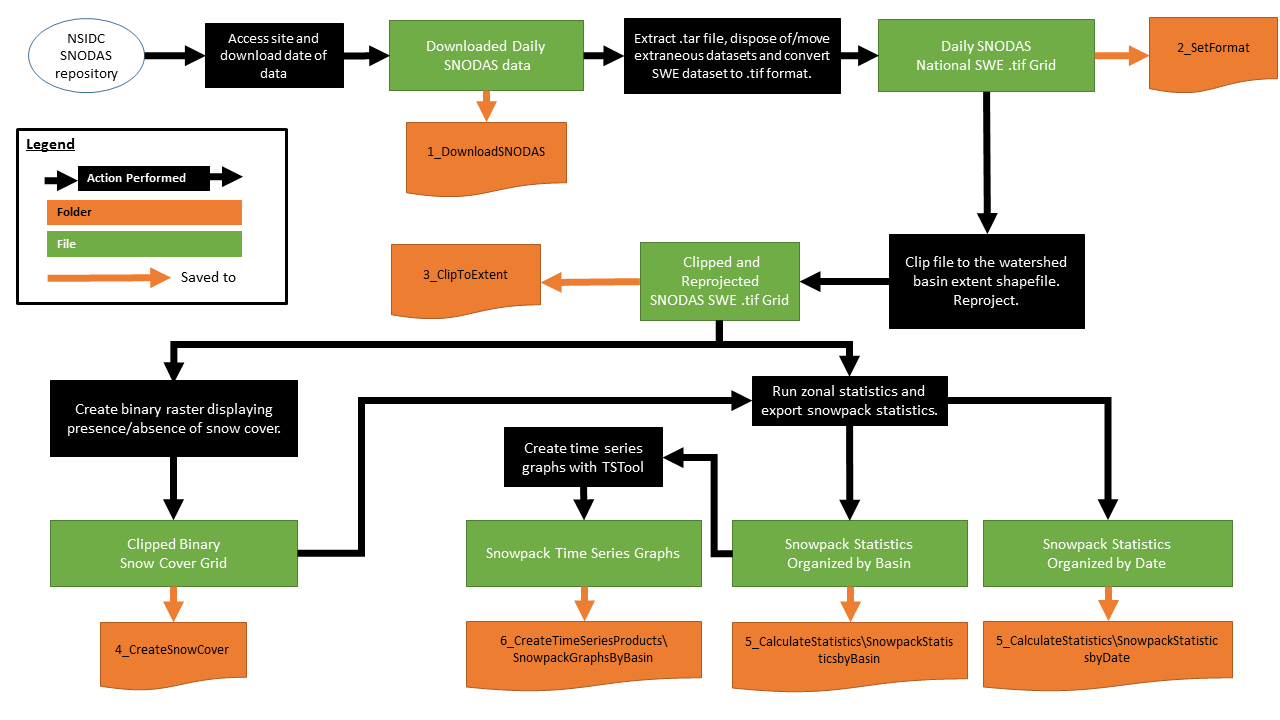 NSIDC
SNODAS
repository
Access site and
download date of
data
Downloaded Daily
SNODAS data
Extract .tar file, dispose of/move
extraneous datasets and convert
SWE dataset to .tif format.
Daily SNODAS
National SWE .tif Grid
2_SetFormat
1_DownloadSNODAS
Legend
Action Performed
Folder
File
Saved to
3_ClipToExtent
Clipped and
Reprojected
SNODAS SWE .tif Grid
Clip file to the watershed
basin extent shapefile.
Reproject.
Create binary raster displaying
presence/absence of snow cover.
Run zonal statistics and
export snowpack statistics.
Create time series
graphs with TSTool
Clipped Binary
Snow Cover Grid
Snowpack Time Series Graphs
Snowpack Statistics
Organized by Basin
Snowpack Statistics
Organized by Date
4_CreateSnowCover
6_CreateTimeSeriesProducts\
SnowpackGraphsByBasin
5_CalculateStatistics\SnowpackStatis
ticsbyBasin
5_CalculateStatistics\SnowpackStatistic
sbyDate